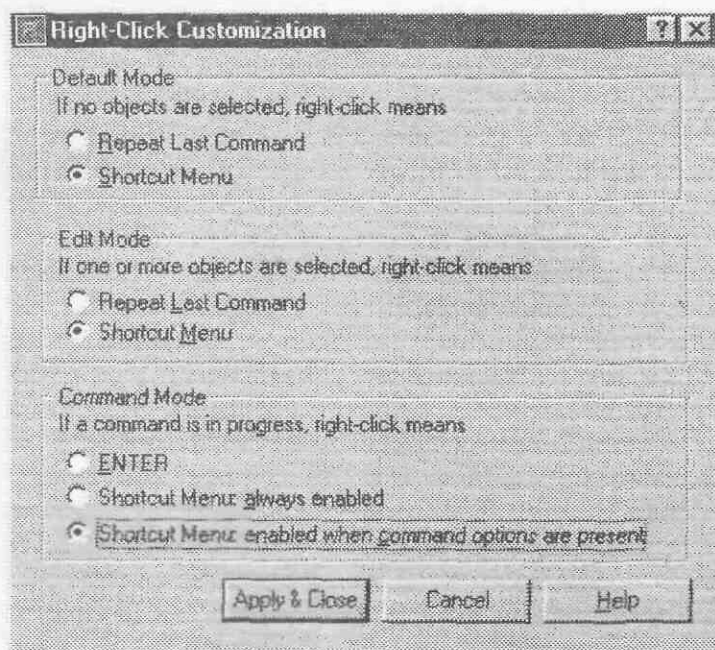 Right-Click Customization
Default Mode
If no objects are selected, right-click means
Repeat Last Command
Shortcut Menu
Edit Mode
If one or more objects are selected, right-click means
Repeat Last Command
Shortcut Menu
Command Mode
If a command is in progress, right-click means
ENTER
Shortcut Menu: always enabled
Shortcut Menu: enabled when command options are present
Apply & Close Cancel Help